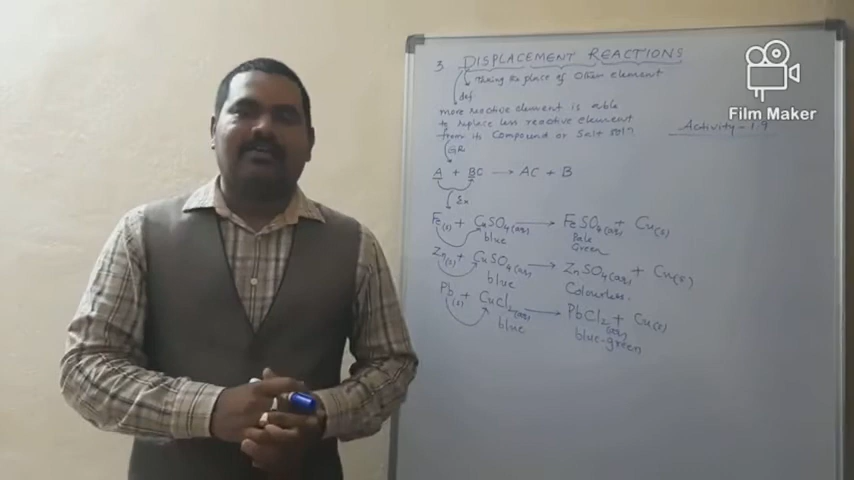 3 DISPLACEMENT REACTIONS
Taking the place of other element
def
more reactive element is able
to replace less reactive element
from its compound or salt solⁿ
Activity - 1.9
GR
A + BC → AC + B
Ex
Fe(s) + CuSO4(aq) → FeSO4(aq) + Cu(s)
blue Pale
Green
Zn(s) + CuSO4(aq) → ZnSO4(aq) + Cu(s)
blue Colourless.
Pb(s) + CuCl2(aq) → PbCl2(aq) + Cu(s)
blue blue-green
Film Maker